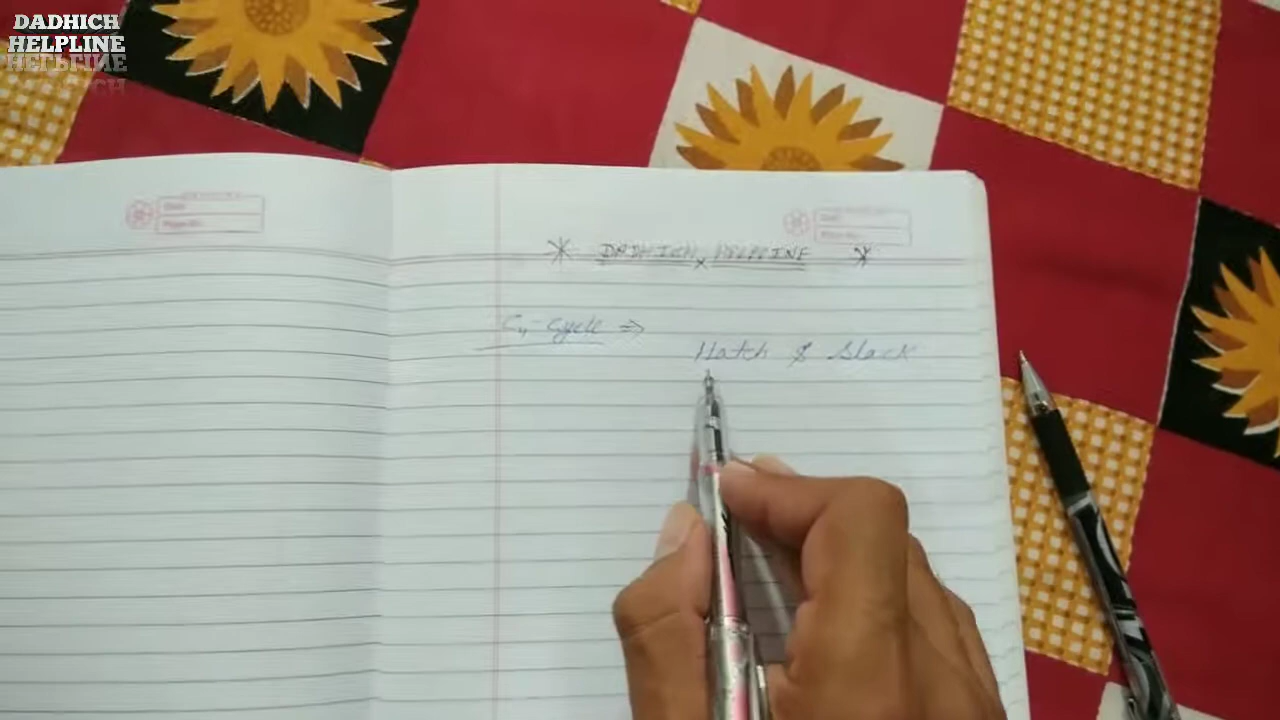 DADHICH
HELPLINE
* DADHICH x HELPLINE *
C4-Cycle ⇒
Hatch & Slack